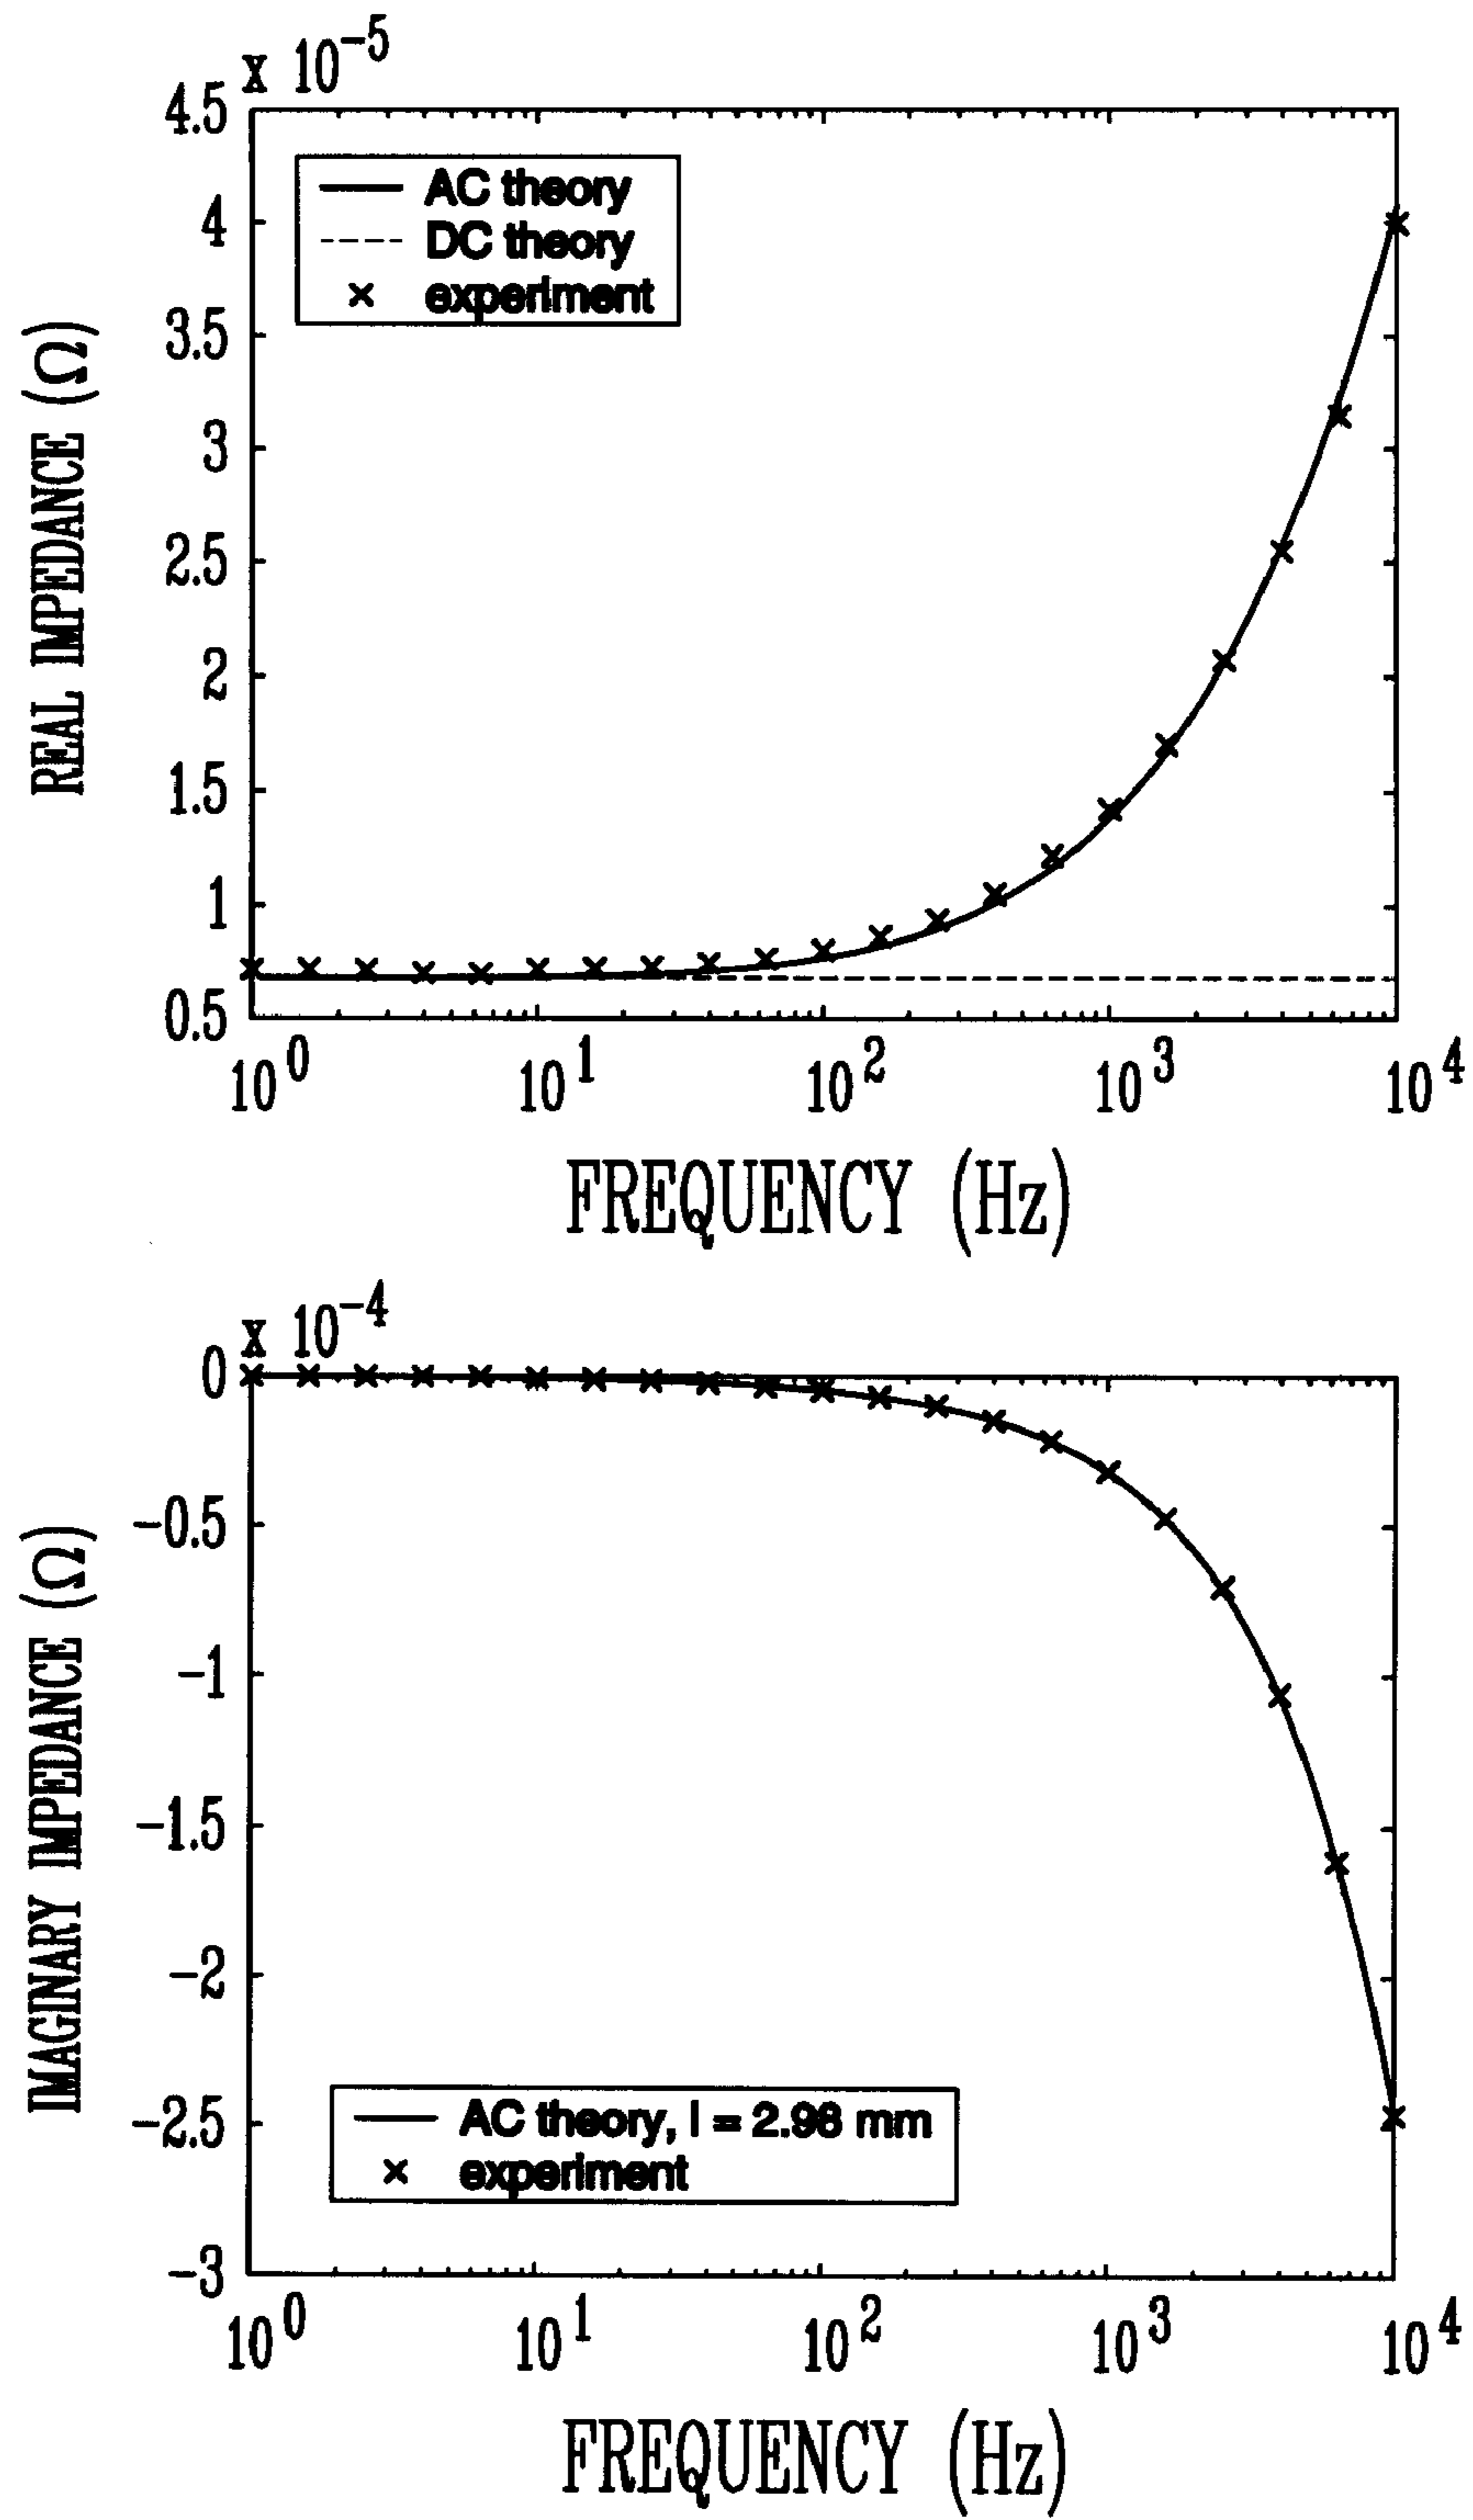 x 10^-5
4.5
4
3.5
3
2.5
2
1.5
1
0.5
REAL IMPEDANCE (Ω)
AC theory
DC theory
experiment
10^0 10^1 10^2 10^3 10^4
FREQUENCY (Hz)
x 10^-4
0
-0.5
-1
-1.5
-2
-2.5
-3
IMAGINARY IMPEDANCE (Ω)
AC theory, l = 2.98 mm
experiment
10^0 10^1 10^2 10^3 10^4
FREQUENCY (Hz)